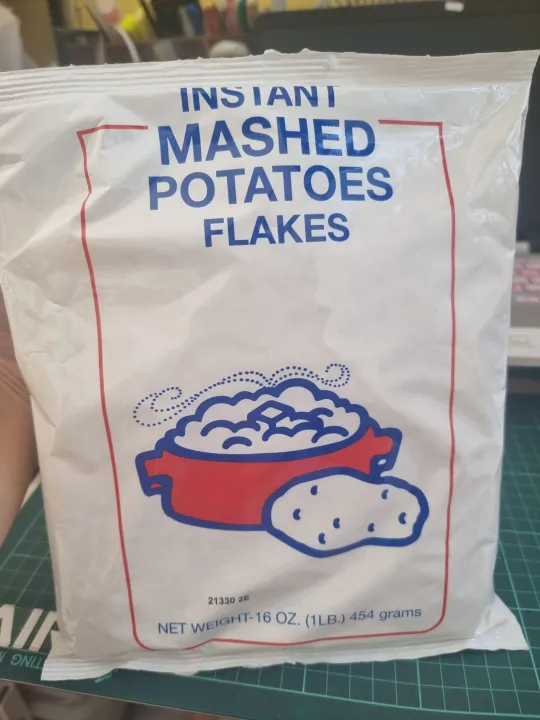 INSTANT
MASHED
POTATOES
FLAKES
21330 2E
NET WEIGHT-16 OZ. (1LB.) 454 grams